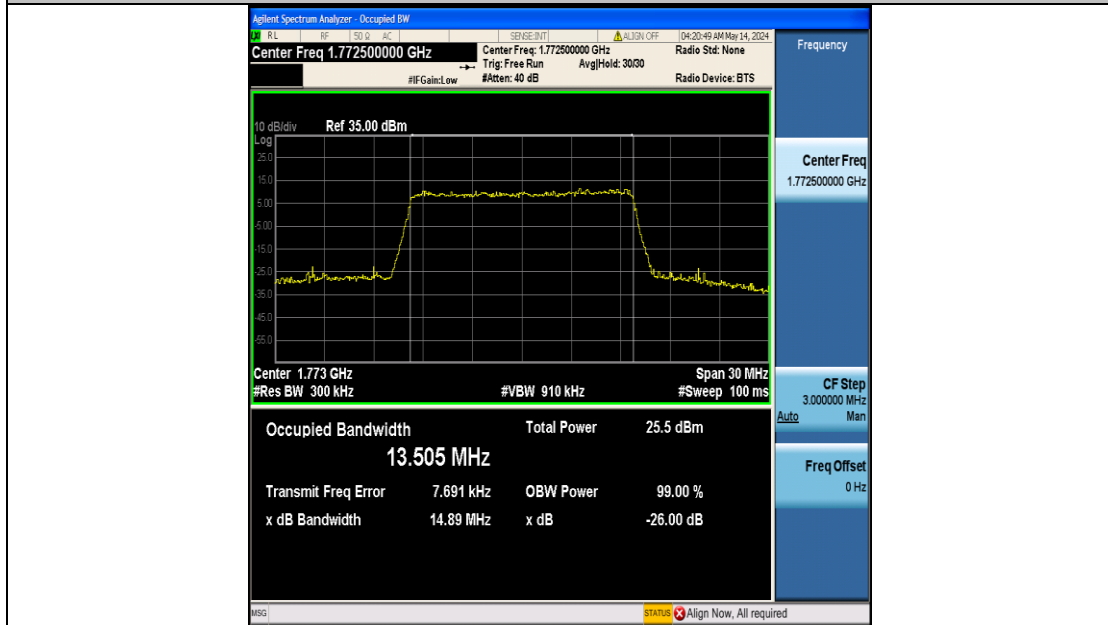 Agilent Spectrum Analyzer - Occupied BW
RL RF 50 Ω AC SENSE:INT ALIGN OFF 04:20:49 AM May 14, 2024
Center Freq 1.772500000 GHz
Center Freq: 1.772500000 GHz
Radio Std: None
Trig: Free Run Avg|Hold: 30/30
#IFGain:Low
#Atten: 40 dB
Radio Device: BTS
Frequency
10 dB/div Ref 35.00 dBm
Log
25.0
15.0
5.00
-5.00
-15.0
-25.0
-35.0
-45.0
-55.0
Center 1.773 GHz
Span 30 MHz
#Res BW 300 kHz
#VBW 910 kHz
#Sweep 100 ms
Center Freq
1.772500000 GHz
CF Step
3.000000 MHz
Auto Man
Freq Offset
0 Hz
Occupied Bandwidth
13.505 MHz
Total Power 25.5 dBm
Transmit Freq Error 7.691 kHz
OBW Power 99.00 %
x dB Bandwidth 14.89 MHz
x dB -26.00 dB
MSG
STATUS Align Now, All required